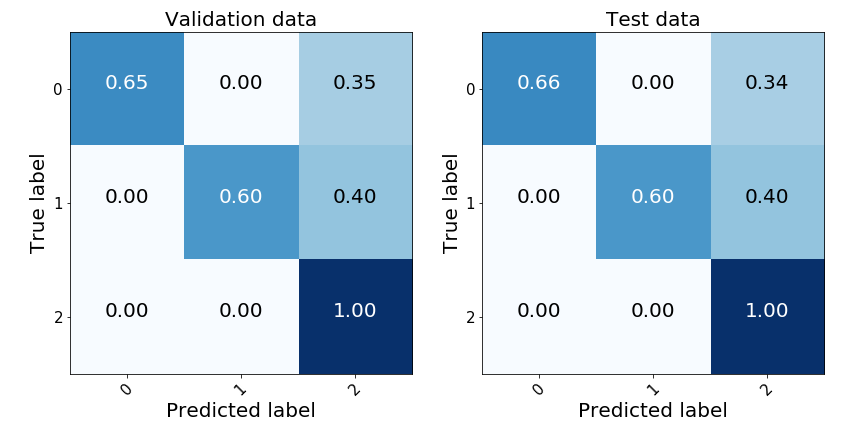 Validation data
True label
0
0.65 0.00 0.35
1
0.00 0.60 0.40
2
0.00 0.00 1.00
0 1 2
Predicted label
Test data
True label
0
0.66 0.00 0.34
1
0.00 0.60 0.40
2
0.00 0.00 1.00
0 1 2
Predicted label